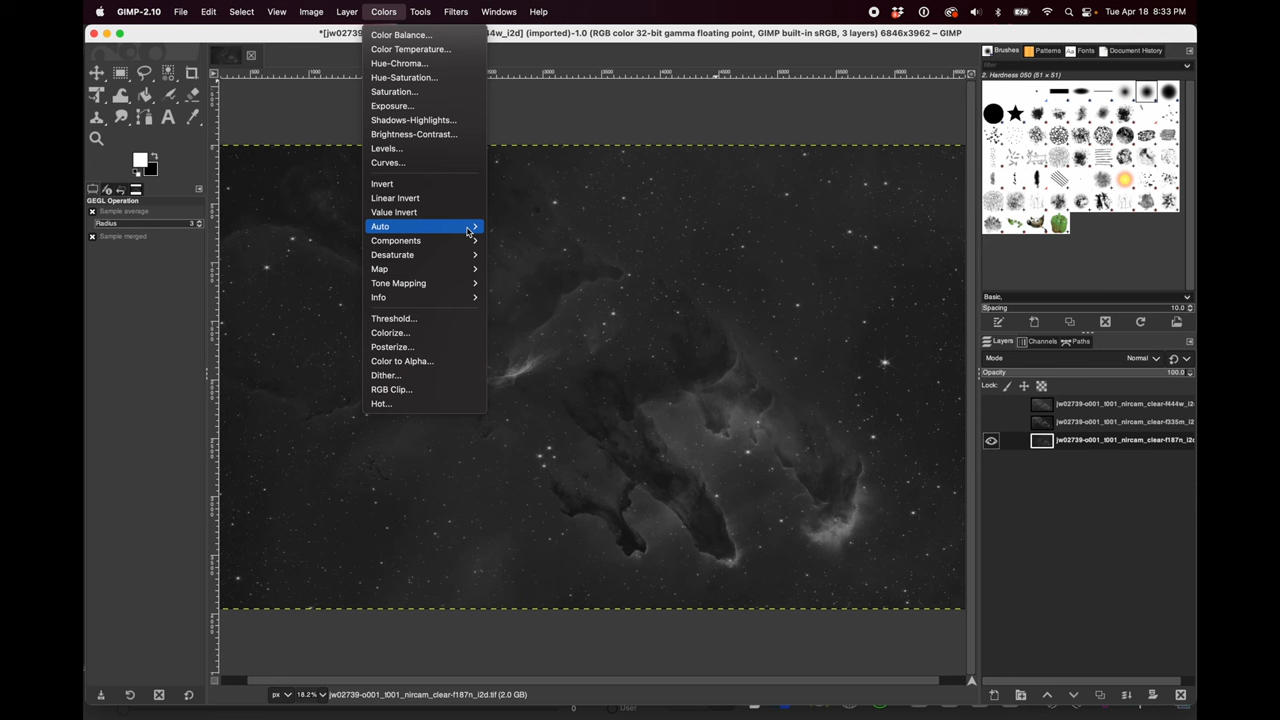 GIMP-2.10 File Edit Select View Image Layer Colors Tools Filters Windows Help Tue Apr 18 8:33 PM
*[jw0273 44w_i2d] (imported)-1.0 (RGB color 32-bit gamma floating point, GIMP built-in sRGB, 3 layers) 6846x3962 – GIMP
Color Balance...
Color Temperature...
Hue-Chroma...
Hue-Saturation...
Saturation...
Exposure...
Shadows-Highlights...
Brightness-Contrast...
Levels...
Curves...
Invert
Linear Invert
Value Invert
Auto
Components
Desaturate
Map
Tone Mapping
Info
Threshold...
Colorize...
Posterize...
Color to Alpha...
Dither...
RGB Clip...
Hot...
GEGL Operation
Sample average
Radius 3
Sample merged
Brushes Patterns Fonts Document History
filter
2. Hardness 050 (51 × 51)
Basic,
Spacing 10.0
Layers Channels Paths
Mode Normal
Opacity 100.0
Lock:
jw02739-o001_t001_nircam_clear-f444w_i2
jw02739-o001_t001_nircam_clear-f335m_i2
jw02739-o001_t001_nircam_clear-f187n_i2
px 18.2% jw02739-o001_t001_nircam_clear-f187n_i2d.tif (2.0 GB)
0 User